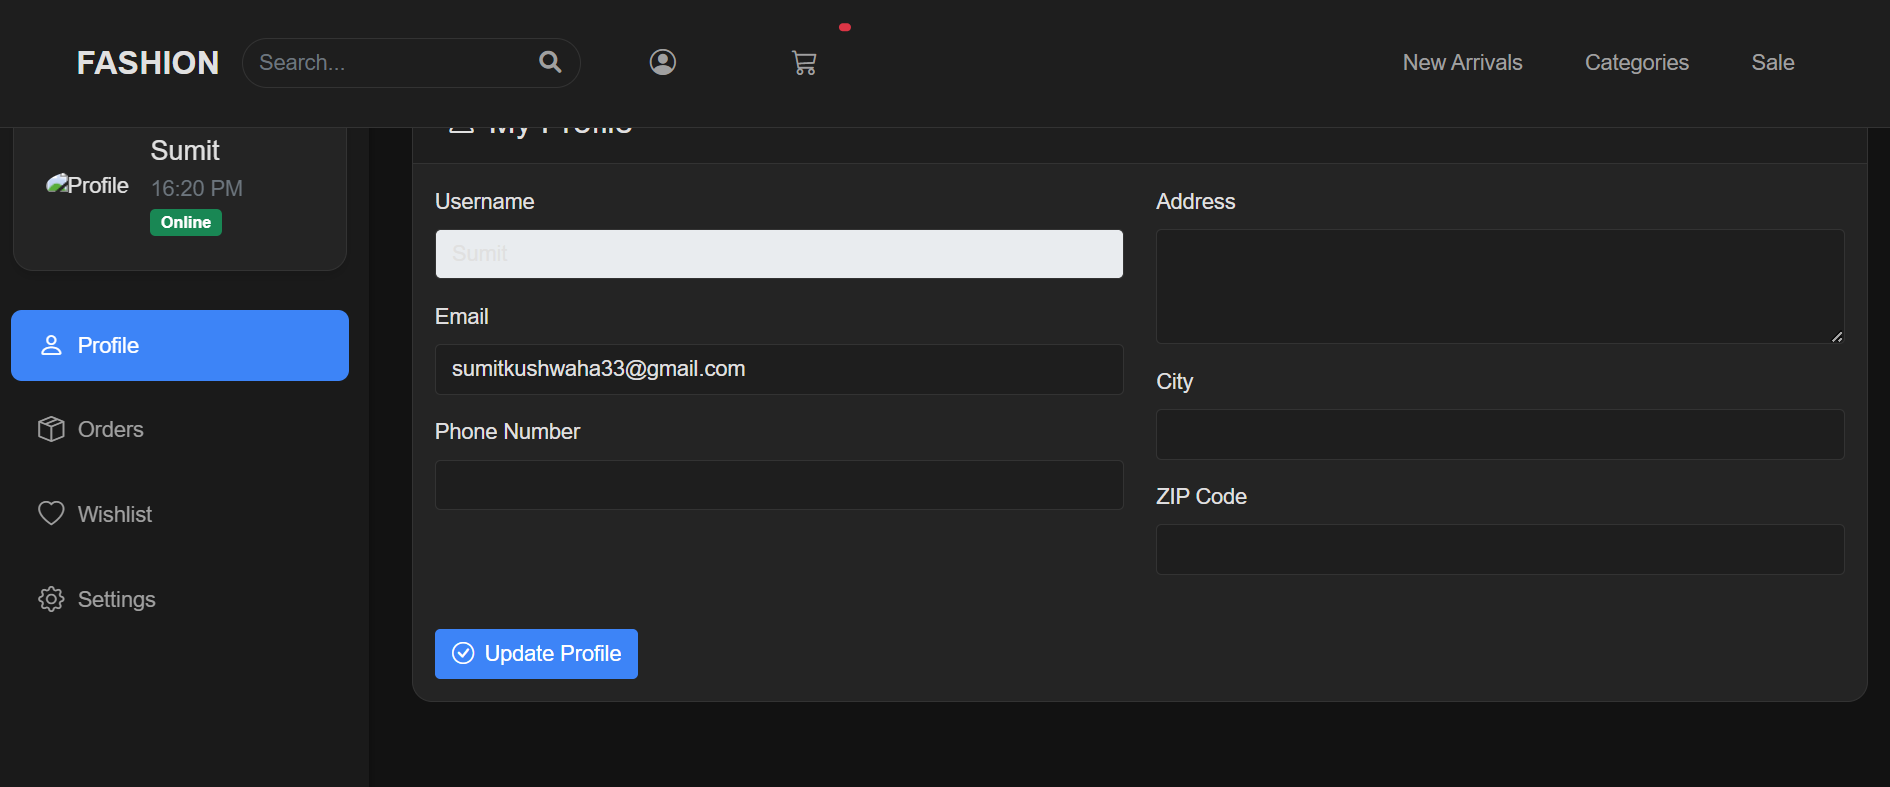 FASHION
Search...
New Arrivals
Categories
Sale
Sumit
Profile
16:20 PM
Online
Profile
Orders
Wishlist
Settings
My Profile
Username
Sumit
Email
sumitkushwaha33@gmail.com
Phone Number
Address
City
ZIP Code
Update Profile